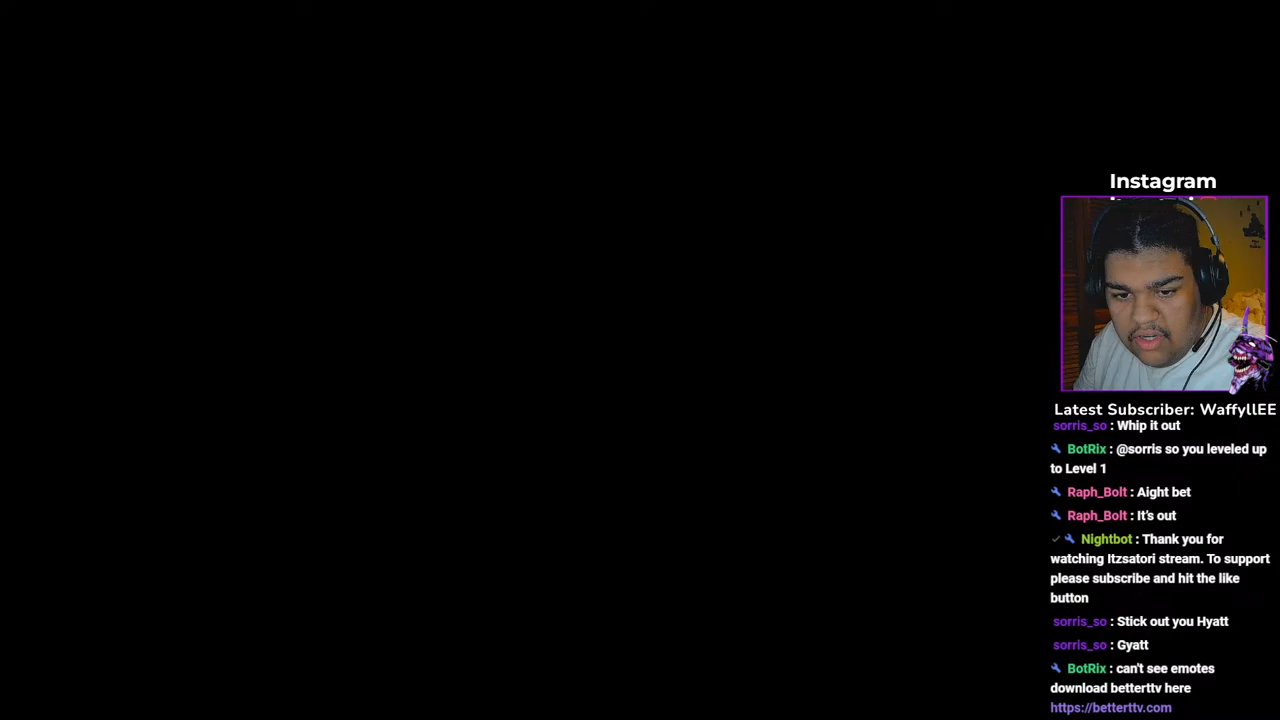 Instagram
Latest Subscriber: WaffyllEE
sorris_so : Whip it out
BotRix : @sorris so you leveled up
to Level 1
Raph_Bolt : Aight bet
Raph_Bolt : It's out
Nightbot : Thank you for
watching Itzsatori stream. To support
please subscribe and hit the like
button
sorris_so : Stick out you Hyatt
sorris_so : Gyatt
BotRix : can't see emotes
download betterttv here
https://betterttv.com